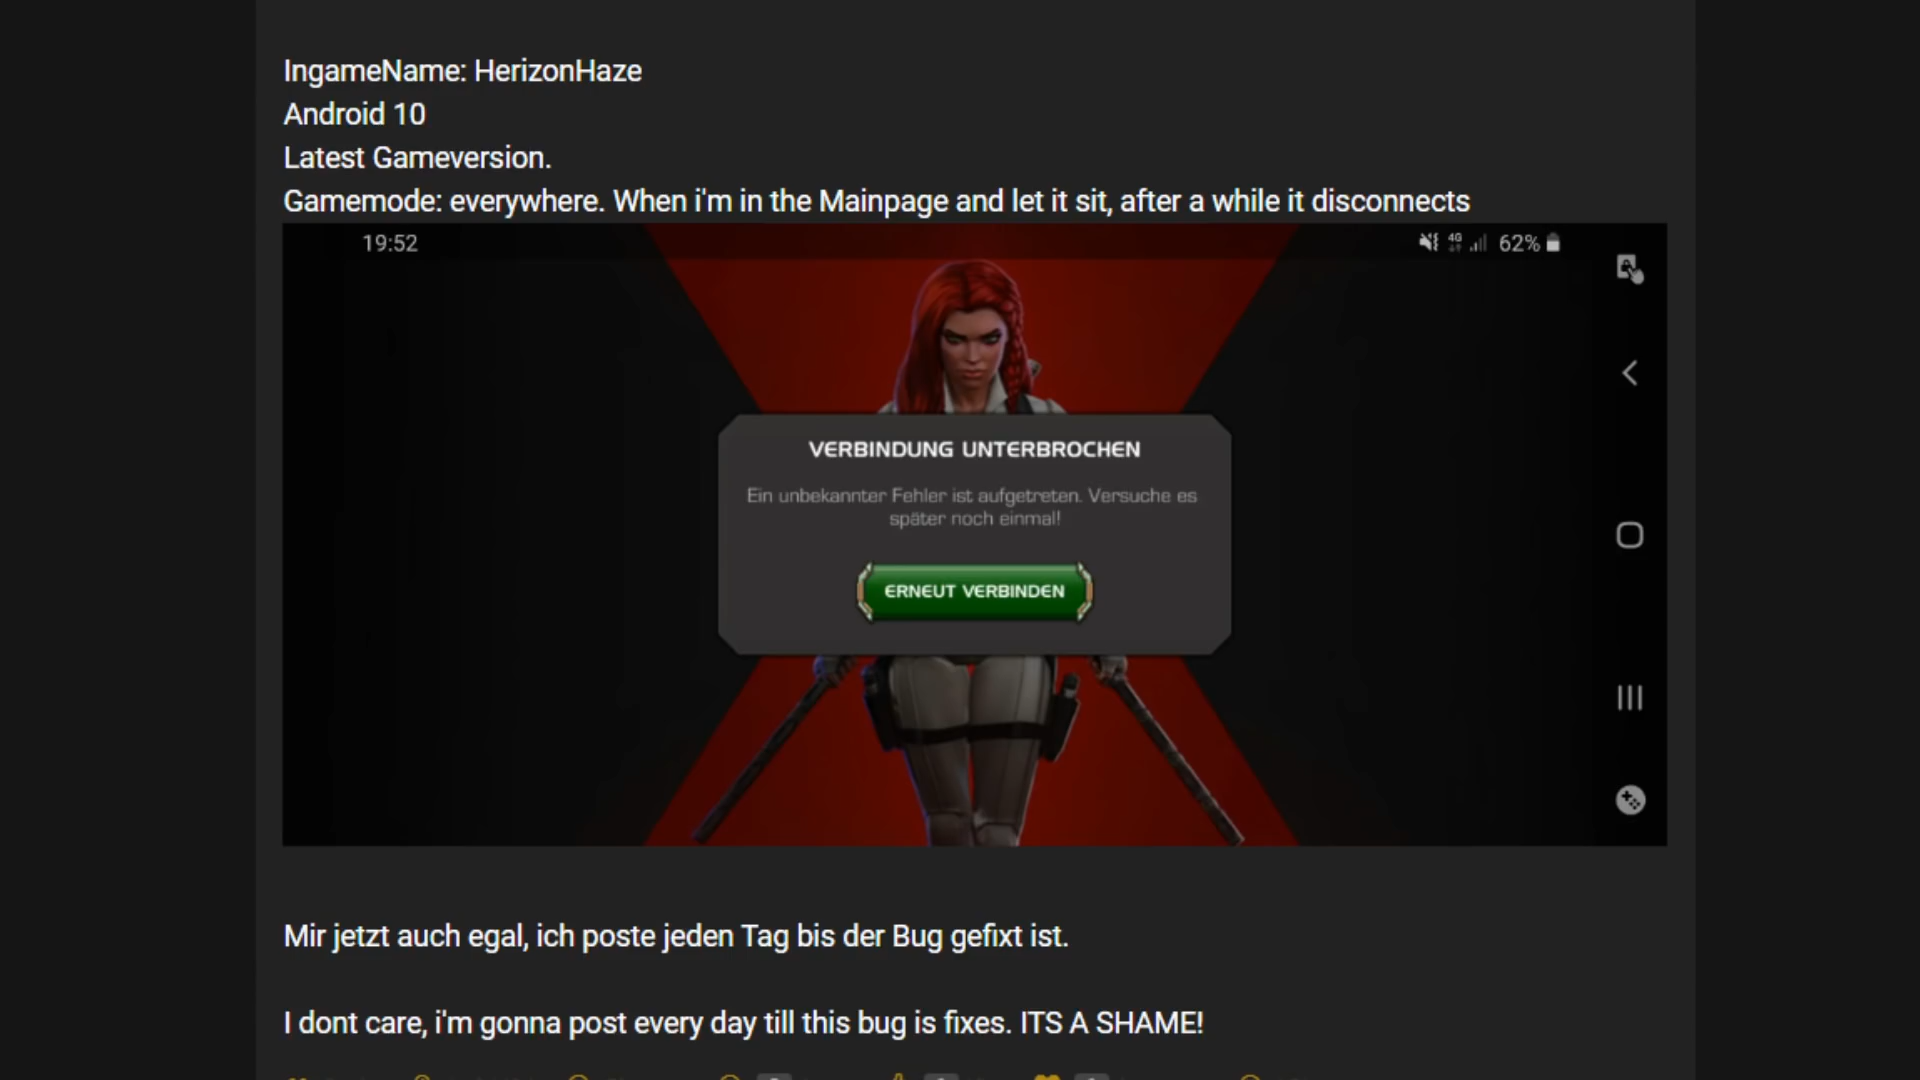 IngameName: HerizonHaze
Android 10
Latest Gameversion.
Gamemode: everywhere. When i'm in the Mainpage and let it sit, after a while it disconnects
19:52
4G
62%
VERBINDUNG UNTERBROCHEN
Ein unbekannter Fehler ist aufgetreten. Versuche es
später noch einmal!
ERNEUT VERBINDEN
Mir jetzt auch egal, ich poste jeden Tag bis der Bug gefixt ist.
I dont care, i'm gonna post every day till this bug is fixes. ITS A SHAME!